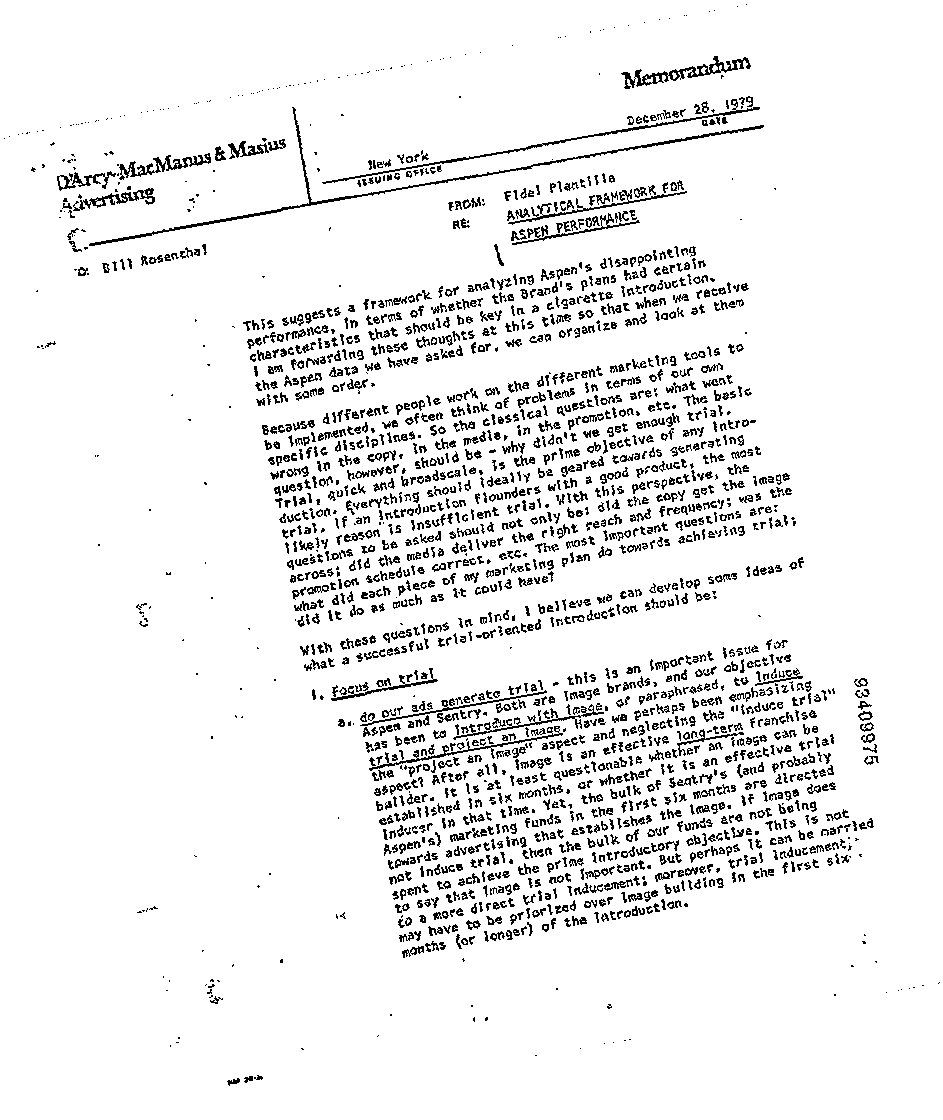 Memorandum
D'Arcy-MacManus & Masius
Advertising
New York
ISSUING OFFICE
December 28, 1979
DATE
TO: Bill Rosenthal
FROM: Fidel Plantilla
RE: ANALYTICAL FRAMEWORK FOR
ASPEN PERFORMANCE
This suggests a framework for analyzing Aspen's disappointing
performance, in terms of whether the Brand's plans had certain
characteristics that should be key in a cigarette introduction.
I am forwarding these thoughts at this time so that when we receive
the Aspen data we have asked for, we can organize and look at them
with some order.
Because different people work on the different marketing tools to
be implemented, we often think of problems in terms of our own
specific disciplines. So the classical questions are: what went
wrong in the copy, in the media, in the promotion, etc. The basic
question, however, should be - why didn't we get enough trial.
Trial, quick and broadscale, is the prime objective of any intro-
duction. Everything should ideally be geared towards generating
trial. If an introduction flounders with a good product, the most
likely reason is insufficient trial. With this perspective, the
questions to be asked should not only be: did the copy get the image
across; did the media deliver the right reach and frequency; was the
promotion schedule correct, etc. The most important questions are:
what did each piece of my marketing plan do towards achieving trial;
did it do as much as it could have?
With these questions in mind, I believe we can develop some ideas of
what a successful trial-oriented introduction should be:
1. Focus on trial
a. do our ads generate trial - this is an important issue for
Aspen and Sentry. Both are image brands, and our objective
has been to introduce with image, or paraphrased, to induce
trial and project an image. Have we perhaps been emphasizing
the "project an image" aspect and neglecting the "induce trial"
aspect? After all, image is an effective long-term franchise
builder. It is at least questionable whether an image can be
established in six months, or whether it is an effective trial
inducer in that time. Yet, the bulk of Sentry's (and probably
Aspen's) marketing funds in the first six months are directed
towards advertising that establishes the image. If image does
not induce trial, then the bulk of our funds are not being
spent to achieve the prime introductory objective. This is not
to say that image is not important. But perhaps it can be married
to a more direct trial inducement; moreover, trial inducement
may have to be priorized over image building in the first six
months (or longer) of the introduction.
93409975